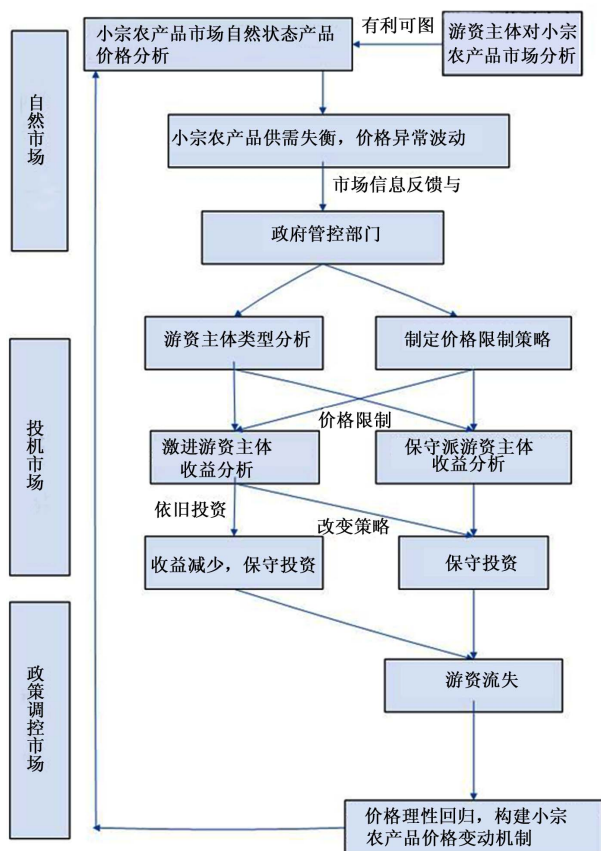 小宗农产品市场自然状态产品
价格分析
有利可图
游资主体对小宗
农产品市场分析
自然市场
小宗农产品供需失衡，价格异常波动
市场信息反馈与
政府管控部门
游资主体类型分析
制定价格限制策略
投机市场
价格限制
激进游资主体
收益分析
保守派游资主体
收益分析
依旧投资
改变策略
收益减少，保守投资
保守投资
政策调控市场
游资流失
价格理性回归，构建小宗
农产品价格变动机制